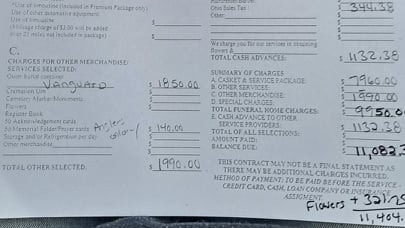 *Use of limousine (included in Premium Package only) $
Use of other automotive equipment $
Use of limousine $
(Mileage charge of $2.00 will be added
over 25 miles not included in package) $
C.
CHARGES FOR OTHER MERCHANDISE/
SERVICES SELECTED:
Outer burial container
Vanguard $ 1850.00
Cremation Urn $
Cemetery Marker/Monuments $
Flowers $
Register Book $
50 Acknowledgement cards $
50 Memorial Folder/Prayer cards $ 140.00
Storage and/or Refrigeration per day $
Other merchandise $
TOTAL OTHER SELECTED: $ 1990.00
Ohio Sales Tax: $ 344.38
Other $
We charge you for our services in obtaining
flowers &
TOTAL CASH ADVANCES: $ 1132.38
SUMMARY OF CHARGES
A. CASKET & SERVICE PACKAGE: $ 7960.00
B. OTHER SERVICES: $
C. OTHER MERCHANDISE: $ 1990.00
D. SPECIAL CHARGES: $
TOTAL FUNERAL HOME CHARGES: $ 9950.00
E. CASH ADVANCE TO OTHER
SERVICE PROVIDERS: $ 1132.38
TOTAL OF ALL SELECTIONS: $
AMOUNT PAID: $
BALANCE DUE: $ 11,082.3
THIS CONTRACT MAY NOT BE A FINAL STATEMENT AS
THERE MAY BE ADDITIONAL CHARGES INCURRED.
METHOD OF PAYMENT: TO BE PAID BEFORE THE SERVICE -
CREDIT CARD, CASH, LOAN COMPANY OR INSURANCE
ASSIGMENT.
Flowers + 321.75
11,404.